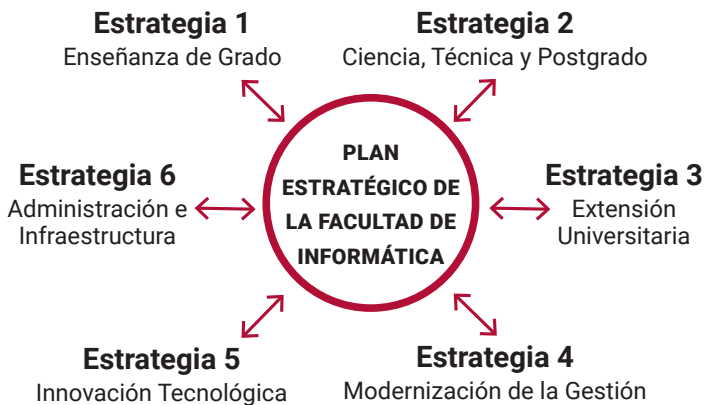 Estrategia 1
Enseñanza de Grado
Estrategia 2
Ciencia, Técnica y Postgrado
PLAN
ESTRATÉGICO DE
LA FACULTAD DE
INFORMÁTICA
Estrategia 6
Administración e
Infraestructura
Estrategia 3
Extensión
Universitaria
Estrategia 5
Innovación Tecnológica
Estrategia 4
Modernización de la Gestión